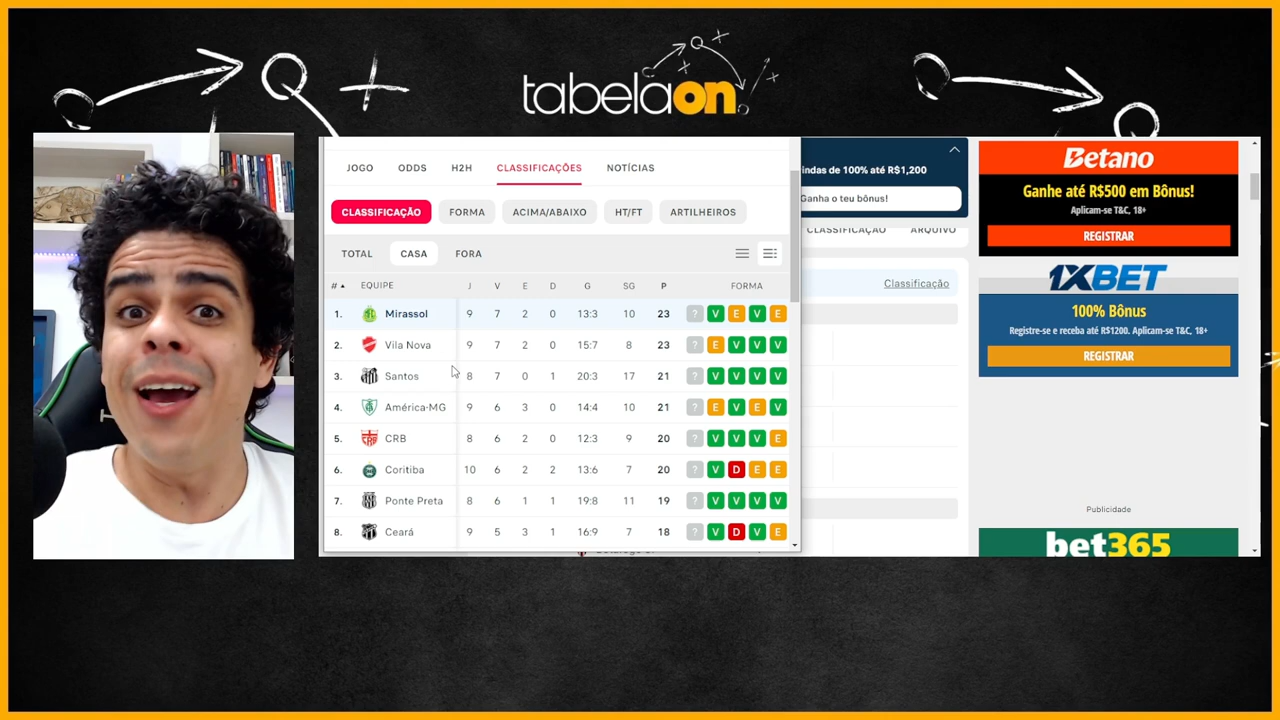 tabelaon
JOGO ODDS H2H CLASSIFICAÇÕES NOTÍCIAS
CLASSIFICAÇÃO FORMA ACIMA/ABAIXO HT/FT ARTILHEIROS
TOTAL CASA FORA
# EQUIPE J V E D G SG P FORMA
1. Mirassol 9 7 2 0 13:3 10 23 ? V E V E
2. Vila Nova 9 7 2 0 15:7 8 23 ? E V V V
3. Santos 8 7 0 1 20:3 17 21 ? V V V V
4. América-MG 9 6 3 0 14:4 10 21 ? E V E V
5. CRB 8 6 2 0 12:3 9 20 ? V V V E
6. Coritiba 10 6 2 2 13:6 7 20 ? V D E E
7. Ponte Preta 8 6 1 1 19:8 11 19 ? V V V V
8. Ceará 9 5 3 1 16:9 7 18 ? V D V E
indas de 100% até R$1,200
Ganha o teu bônus!
CLASSIFICAÇÃO ARQUIVO
Classificação
Betano
Ganhe até R$500 em Bônus!
Aplicam-se T&C, 18+
REGISTRAR
1XBET
100% Bônus
Registre-se e receba até R$1200. Aplicam-se T&C, 18+
REGISTRAR
Publicidade
bet365